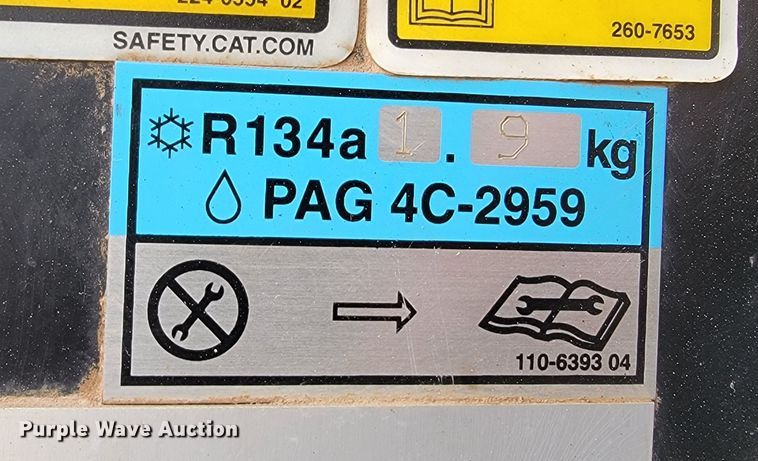 SAFETY.CAT.COM
260-7653
R134a 1.9 kg
PAG 4C-2959
110-6393 04
Purple Wave Auction